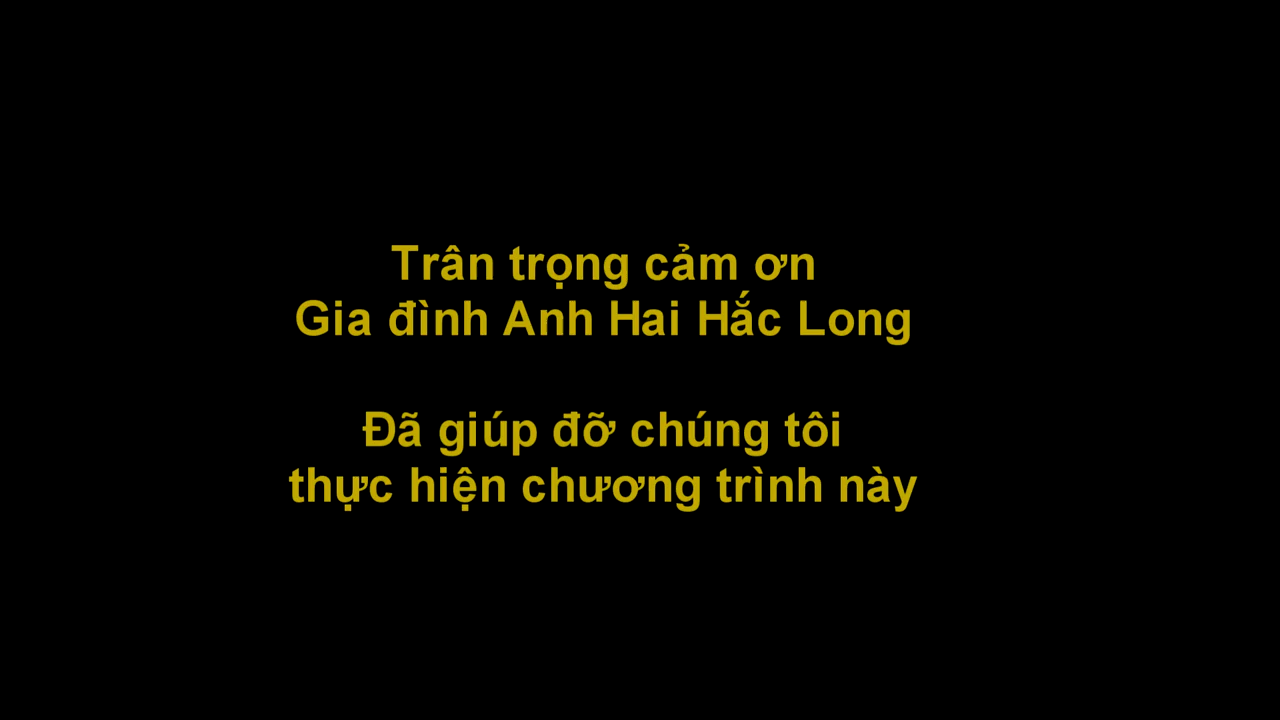 Trân trọng cảm ơn
Gia đình Anh Hai Hắc Long
Đã giúp đỡ chúng tôi
thực hiện chương trình này